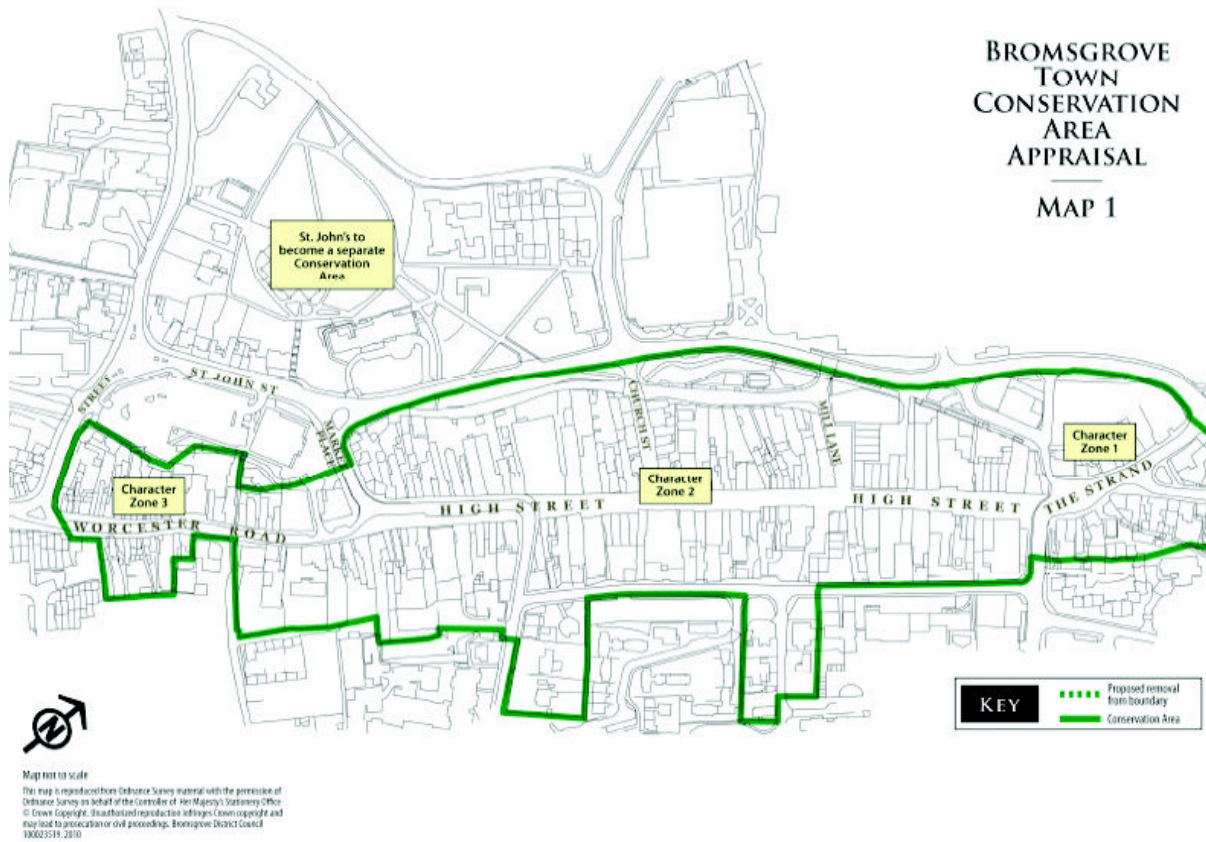 BROMSGROVE
TOWN
CONSERVATION
AREA
APPRAISAL
MAP 1
St. John's to
become a separate
Conservation
Area
STREET
ST JOHN ST
MARKET
PLACE
CHURCH ST
MILL LANE
Character
Zone 1
Character
Zone 2
Character
Zone 3
HIGH STREET
HIGH STREET
THE STRAND
WORCESTER ROAD
N
KEY
Proposed removal
from boundary
Conservation Area
Map not to scale
This map is reproduced from Ordnance Survey material with the permission of
Ordnance Survey on behalf of the Controller of Her Majesty's Stationery Office
© Crown Copyright. Unauthorized reproduction infringes Crown copyright and
may lead to prosecution or civil proceedings. Bromsgrove District Council
100023519. 2010